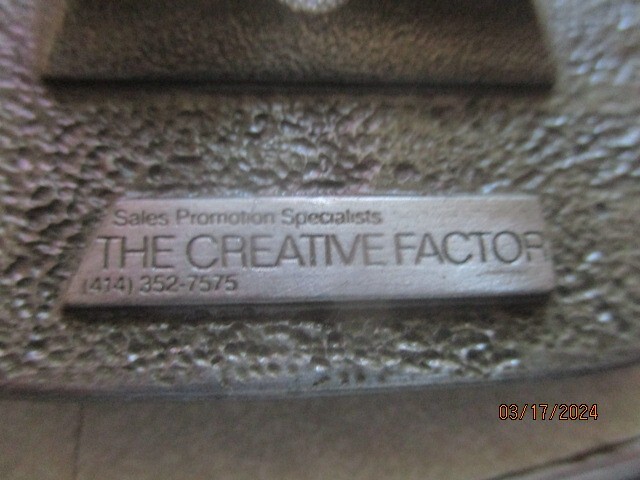 Sales Promotion Specialists
THE CREATIVE FACTOR
(414) 352-7575
03/17/2024